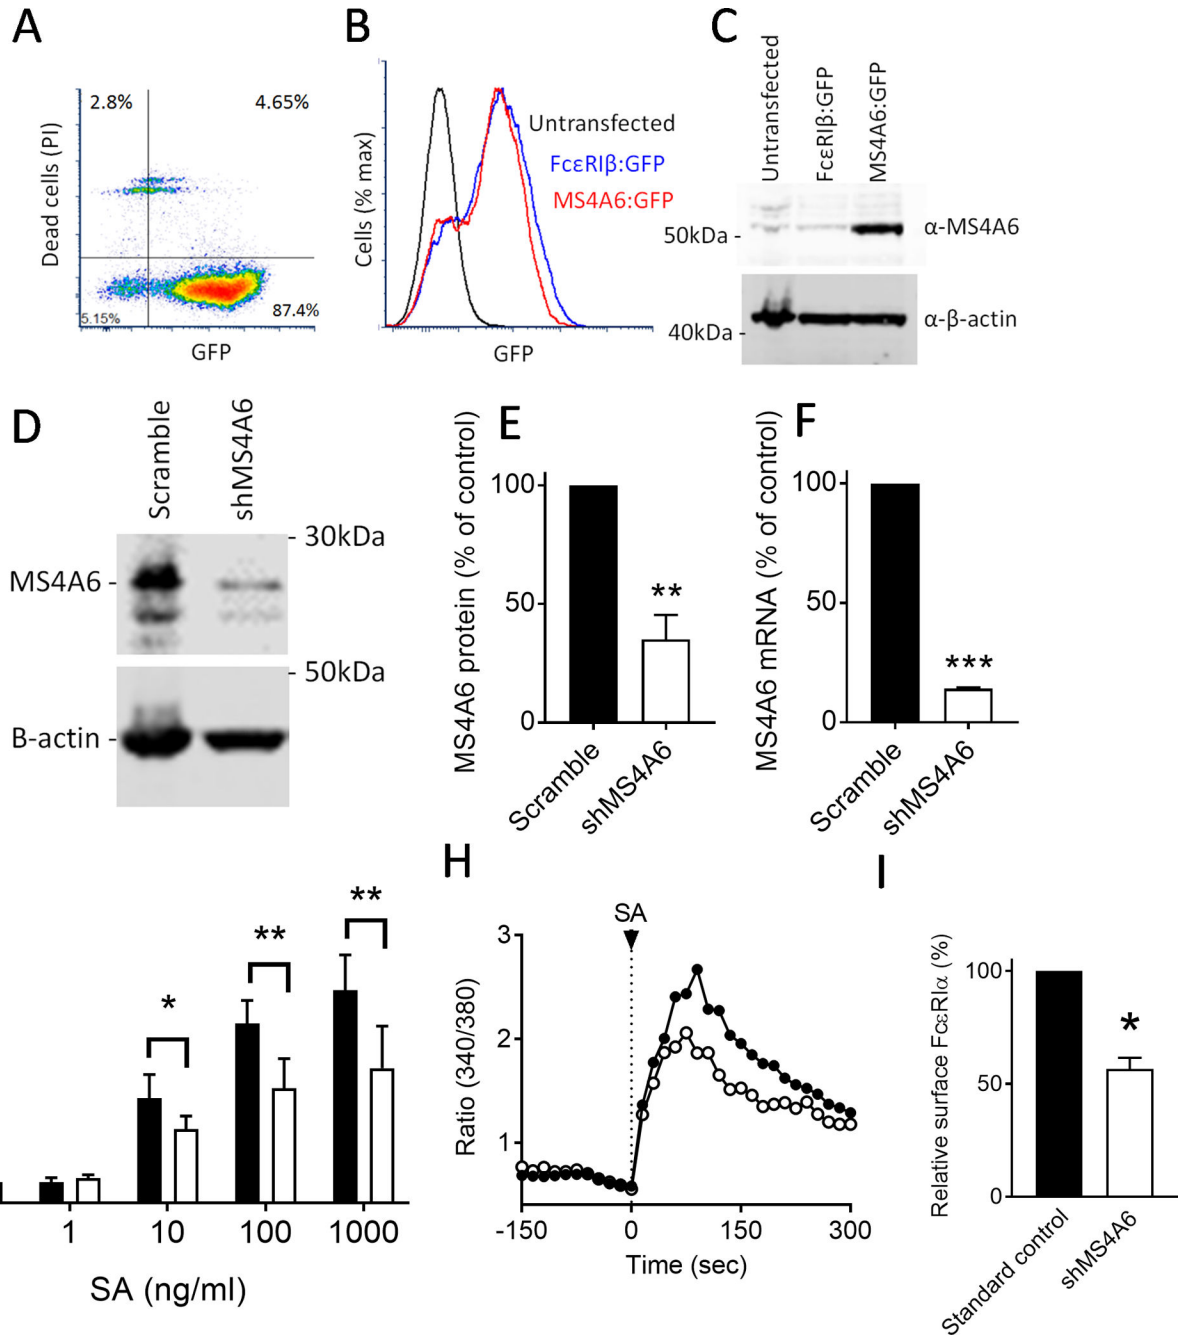 A
2.8%
4.65%
Dead cells (PI)
5.15%
87.4%
GFP
B
Cells (% max)
Untransfected
FcεRIβ:GFP
MS4A6:GFP
GFP
C
Untransfected
FcεRIβ:GFP
MS4A6:GFP
50kDa -
α-MS4A6
40kDa -
α-β-actin
D
Scramble
shMS4A6
- 30kDa
MS4A6 -
- 50kDa
B-actin -
E
MS4A6 protein (% of control)
100
50
0
**
Scramble
shMS4A6
F
MS4A6 mRNA (% of control)
100
50
0
***
Scramble
shMS4A6
*
**
**
1
10
100
1000
SA (ng/ml)
H
SA
Ratio (340/380)
3
2
1
-150
0
150
300
Time (sec)
I
Relative surface FcεRIα (%)
100
50
0
*
Standard control
shMS4A6